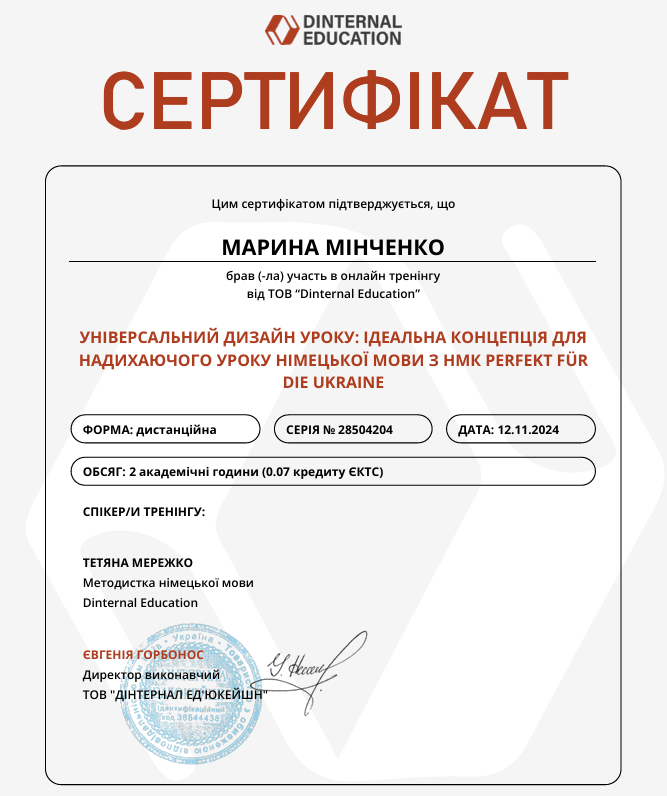 DINTERNAL
EDUCATION
СЕРТИФІКАТ
Цим сертифікатом підтверджується, що
МАРИНА МІНЧЕНКО
брав (-ла) участь в онлайн тренінгу
від ТОВ “Dinternal Education”
УНІВЕРСАЛЬНИЙ ДИЗАЙН УРОКУ: ІДЕАЛЬНА КОНЦЕПЦІЯ ДЛЯ
НАДИХАЮЧОГО УРОКУ НІМЕЦЬКОЇ МОВИ З НМК PERFEKT FÜR
DIE UKRAINE
ФОРМА: дистанційна
СЕРІЯ № 28504204
ДАТА: 12.11.2024
ОБСЯГ: 2 академічні години (0.07 кредиту ЄКТС)
СПІКЕР/И ТРЕНІНГУ:
ТЕТЯНА МЕРЕЖКО
Методистка німецької мови
Dinternal Education
ЄВГЕНІЯ ГОРБОНОС
Директор виконавчий
ТОВ "ДІНТЕРНАЛ ЕД'ЮКЕЙШН"
Україна
ідентифікаційний
код 38544436